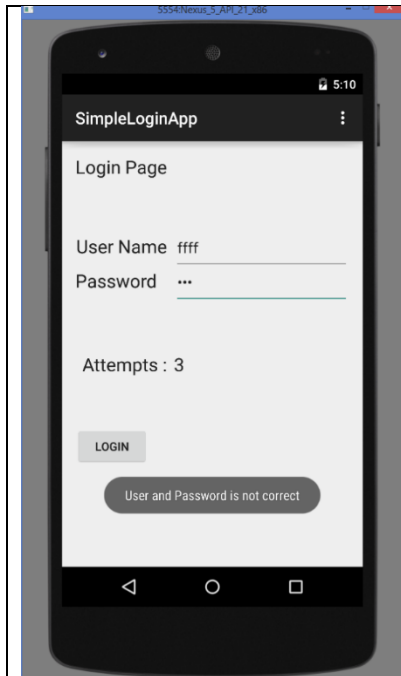 5554:Nexus_5_API_21_x86
5:10
SimpleLoginApp
Login Page
User Name ffff
Password •••
Attempts : 3
LOGIN
User and Password is not correct